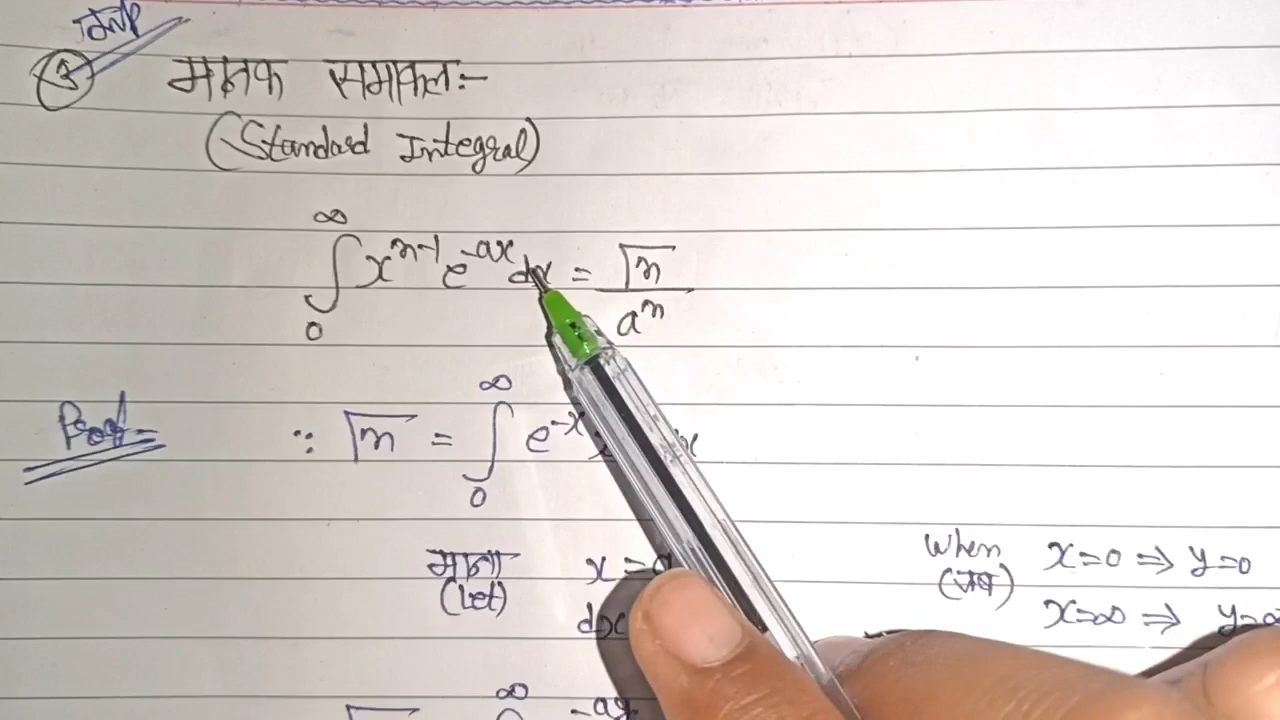 Imp
③ मानक समाकल:-
(Standard Integral)
∫₀^∞ x^{n-1} e^{-ax} dx = Γn / a^n
Proof ∵ Γn = ∫₀^∞ e^{-x}
माना (let) x = a
dx
When (जब) x=0 ⇒ y=0
x=∞ ⇒ y=∞